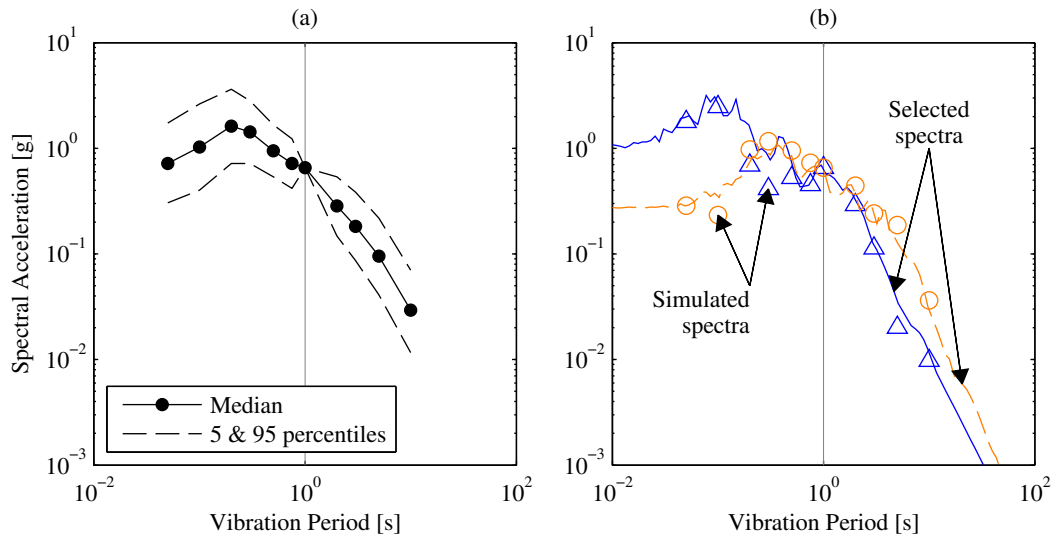 (a)
(b)
Spectral Acceleration [g]
10^1
10^0
10^-1
10^-2
10^-3
Median
5 & 95 percentiles
10^-2
10^0
10^2
Vibration Period [s]
10^1
10^0
10^-1
10^-2
10^-3
Selected
spectra
Simulated
spectra
10^-2
10^0
10^2
Vibration Period [s]